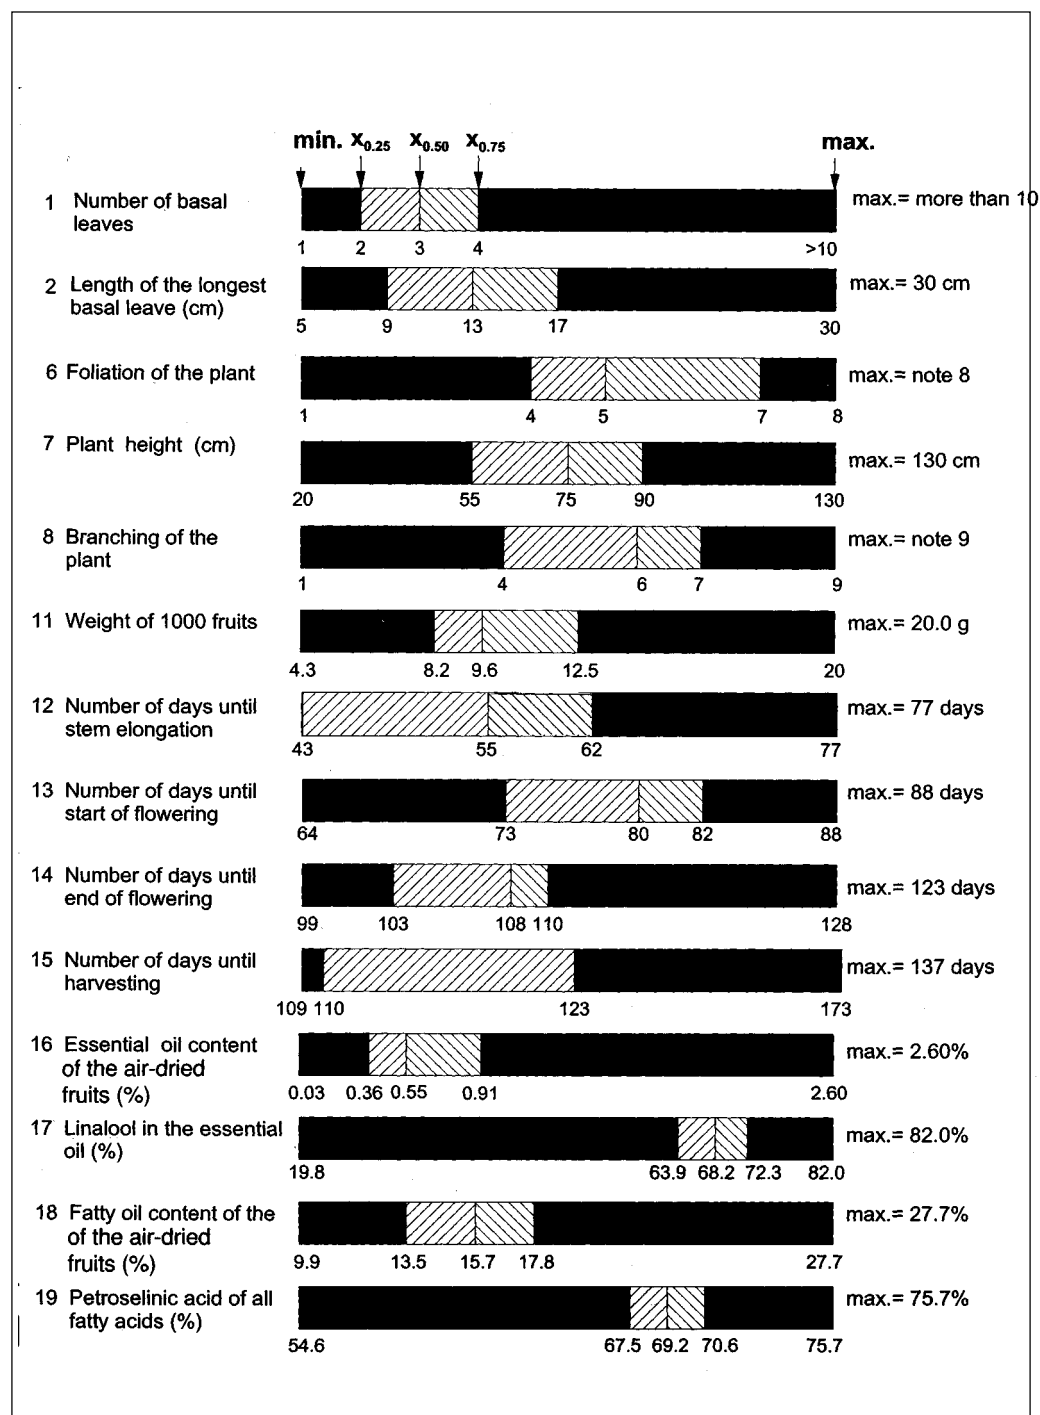 min. x0.25 x0.50 x0.75 max.
1 Number of basal leaves max.= more than 10
1 2 3 4 >10
2 Length of the longest basal leave (cm) max.= 30 cm
5 9 13 17 30
6 Foliation of the plant max.= note 8
1 4 5 7 8
7 Plant height (cm) max.= 130 cm
20 55 75 90 130
8 Branching of the plant max.= note 9
1 4 6 7 9
11 Weight of 1000 fruits max.= 20.0 g
4.3 8.2 9.6 12.5 20
12 Number of days until stem elongation max.= 77 days
43 55 62 77
13 Number of days until start of flowering max.= 88 days
64 73 80 82 88
14 Number of days until end of flowering max.= 123 days
99 103 108 110 128
15 Number of days until harvesting max.= 137 days
109 110 123 173
16 Essential oil content of the air-dried fruits (%) max.= 2.60%
0.03 0.36 0.55 0.91 2.60
17 Linalool in the essential oil (%) max.= 82.0%
19.8 63.9 68.2 72.3 82.0
18 Fatty oil content of the of the air-dried fruits (%) max.= 27.7%
9.9 13.5 15.7 17.8 27.7
19 Petroselinic acid of all fatty acids (%) max.= 75.7%
54.6 67.5 69.2 70.6 75.7